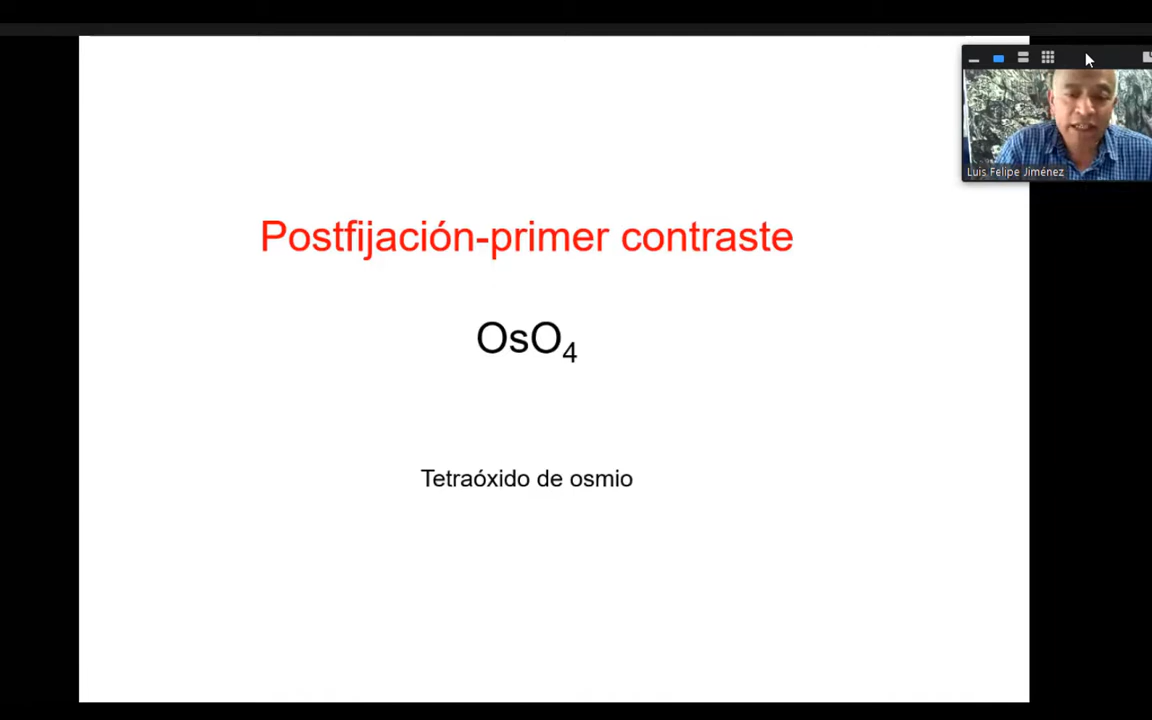 Postfijación-primer contraste
OsO₄
Tetraóxido de osmio
Luis Felipe Jiménez